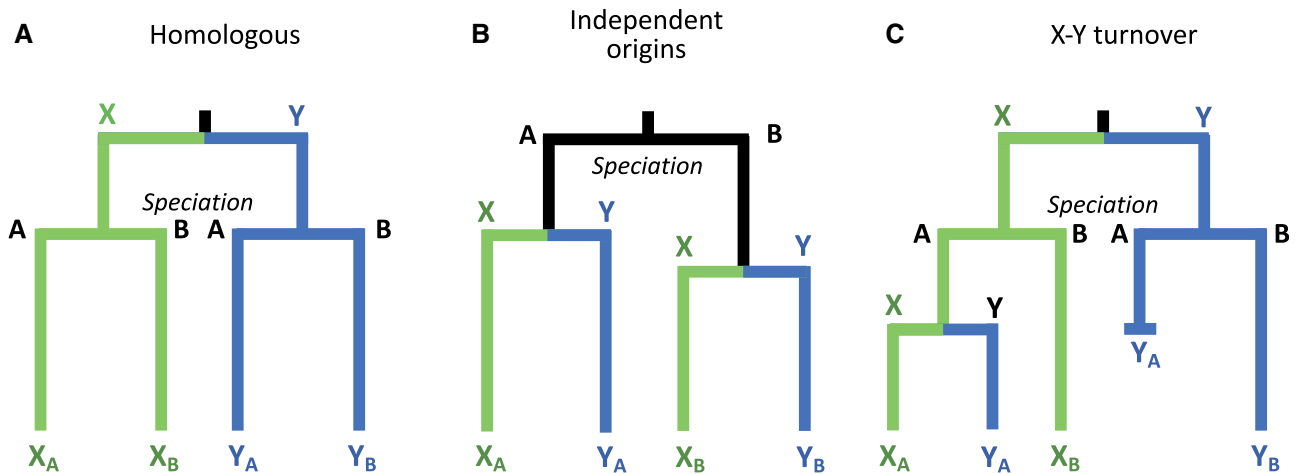 A
Homologous
X
Y
Speciation
A
B
A
B
X_A
X_B
Y_A
Y_B
B
Independent
origins
A
B
Speciation
X
Y
X
Y
X_A
Y_A
X_B
Y_B
C
X-Y turnover
X
Y
Speciation
A
B
A
B
X
Y
Y_A
X_A
Y_A
X_B
Y_B